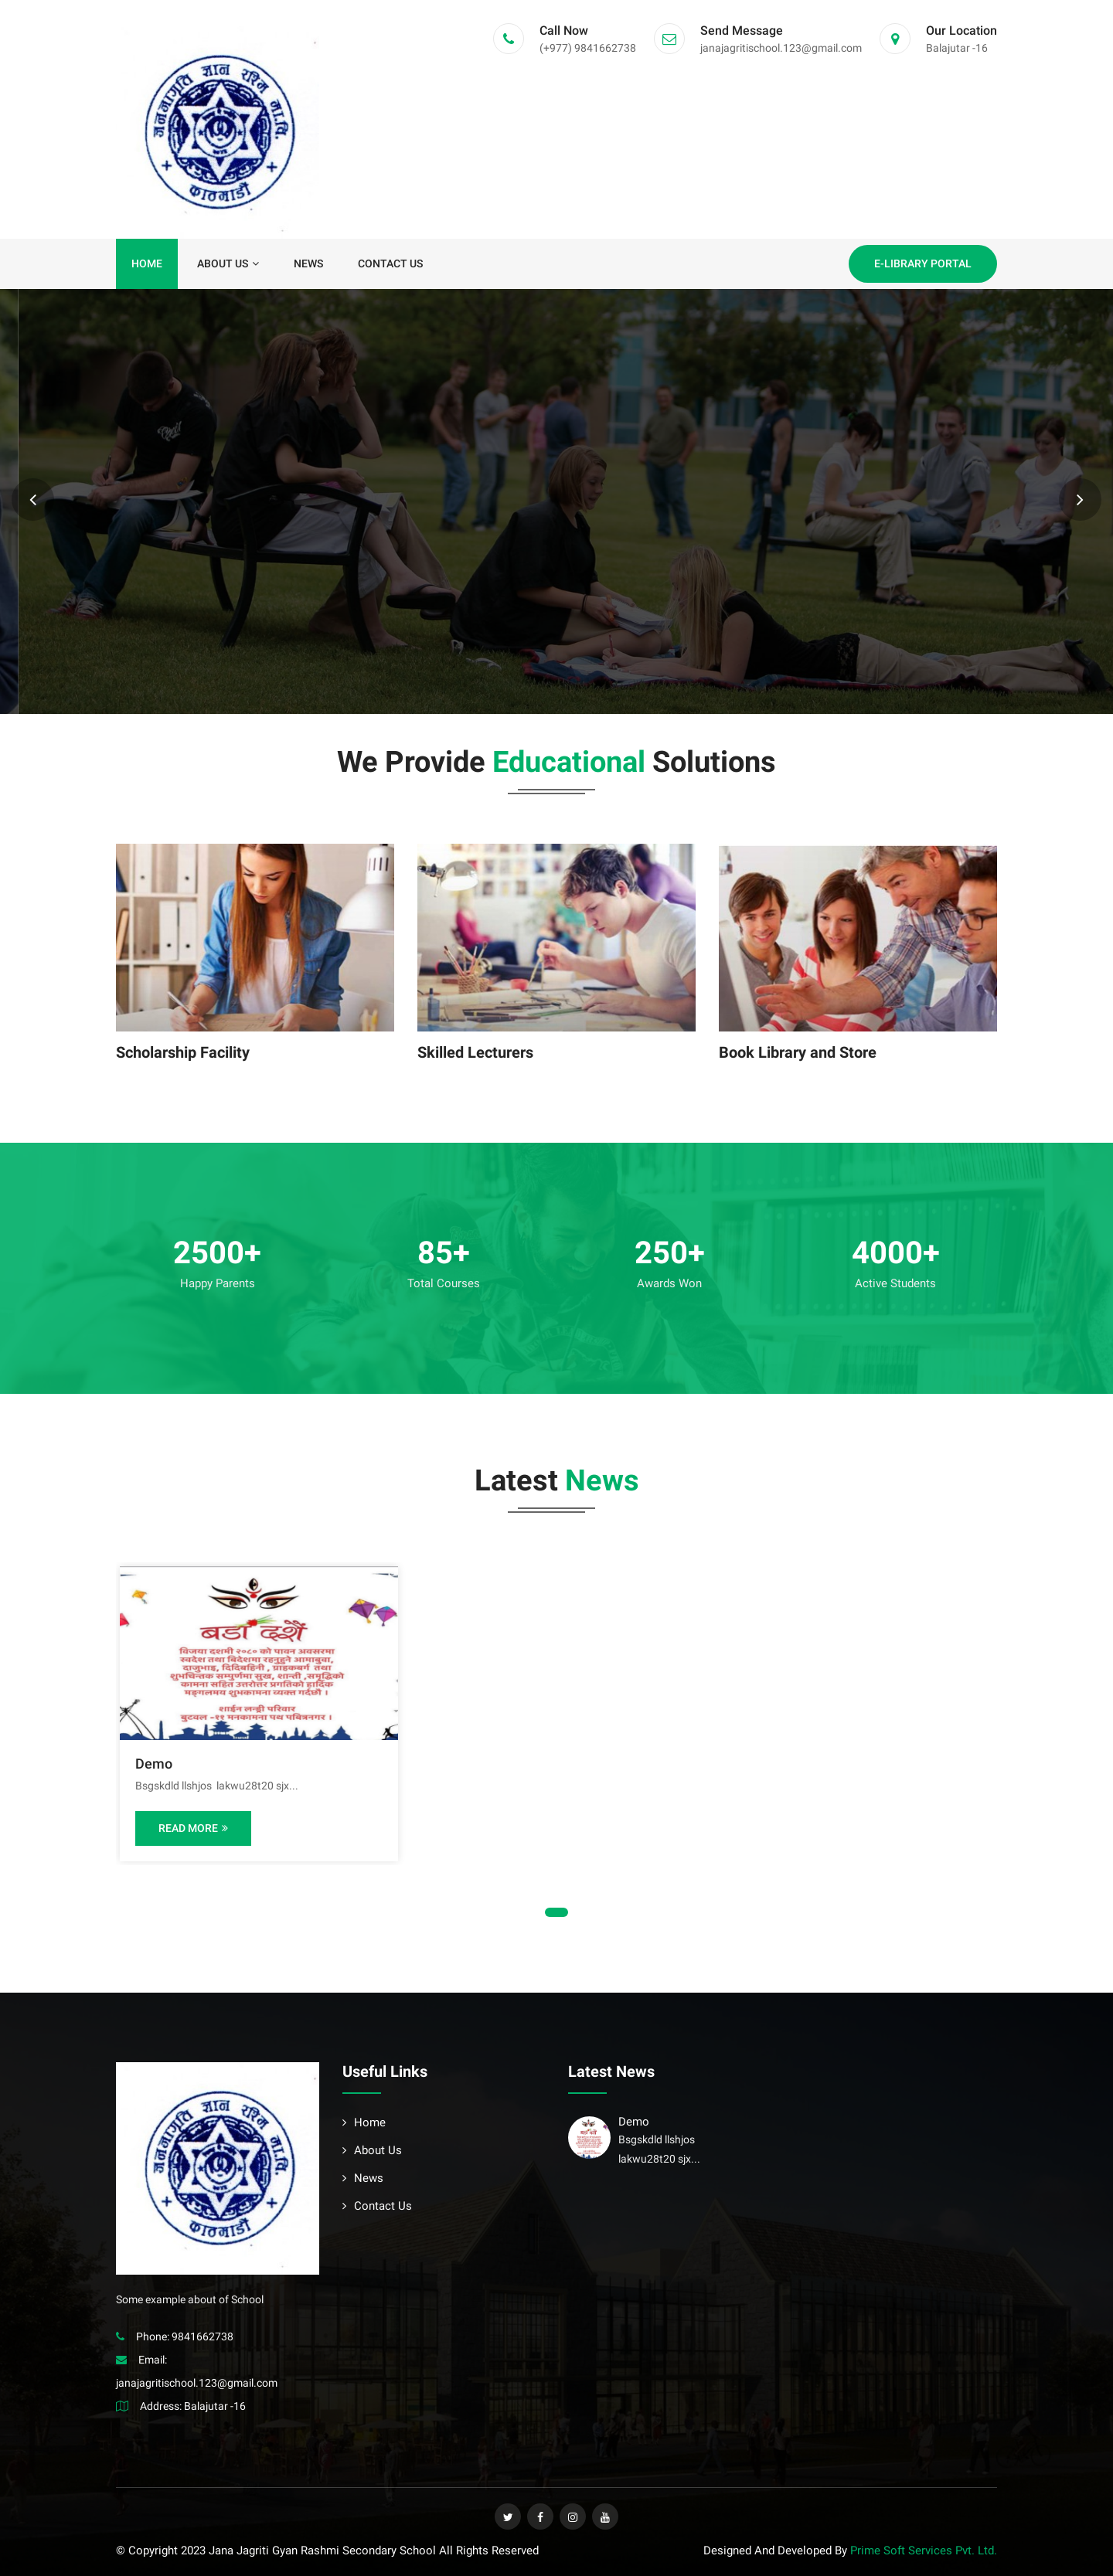 Call Now
(+977) 9841662738
Send Message
janajagritischool.123@gmail.com
Our Location
Balajutar -16
जनजागृति ज्ञान रश्मि मा.वि.
काठमाडौं
HOME
ABOUT US
NEWS
CONTACT US
E-LIBRARY PORTAL
We Provide Educational Solutions
Scholarship Facility
Skilled Lecturers
Book Library and Store
2500+
Happy Parents
85+
Total Courses
250+
Awards Won
4000+
Active Students
Latest News
बडा दशैं
विजया दशमी २०८० को पावन अवसरमा
स्वदेश तथा बिदेशमा रहनुहुने आमाबुवा,
दाजुभाइ, दिदिबहिनी , ग्राहकबर्ग तथा
शुभचिन्तक सम्पुर्णमा सुख, शान्ती ,समृद्धिको
कामना सहित उत्तरोत्तर प्रगतिको हार्दिक
मङ्गलमय शुभकामना व्यक्त गर्दछौ ।
शाईन लन्ड्री परिवार
बुटवल -११ मनकामना पथ पबित्रनगर ।
Demo
Bsgskdld llshjos lakwu28t20 sjx...
READ MORE
जनजागृति ज्ञान रश्मि मा.वि.
काठमाडौं
Some example about of School
Phone: 9841662738
Email:
janajagritischool.123@gmail.com
Address: Balajutar -16
Useful Links
Home
About Us
News
Contact Us
Latest News
Demo
Bsgskdld llshjos
lakwu28t20 sjx...
© Copyright 2023 Jana Jagriti Gyan Rashmi Secondary School All Rights Reserved
Designed And Developed By Prime Soft Services Pvt. Ltd.